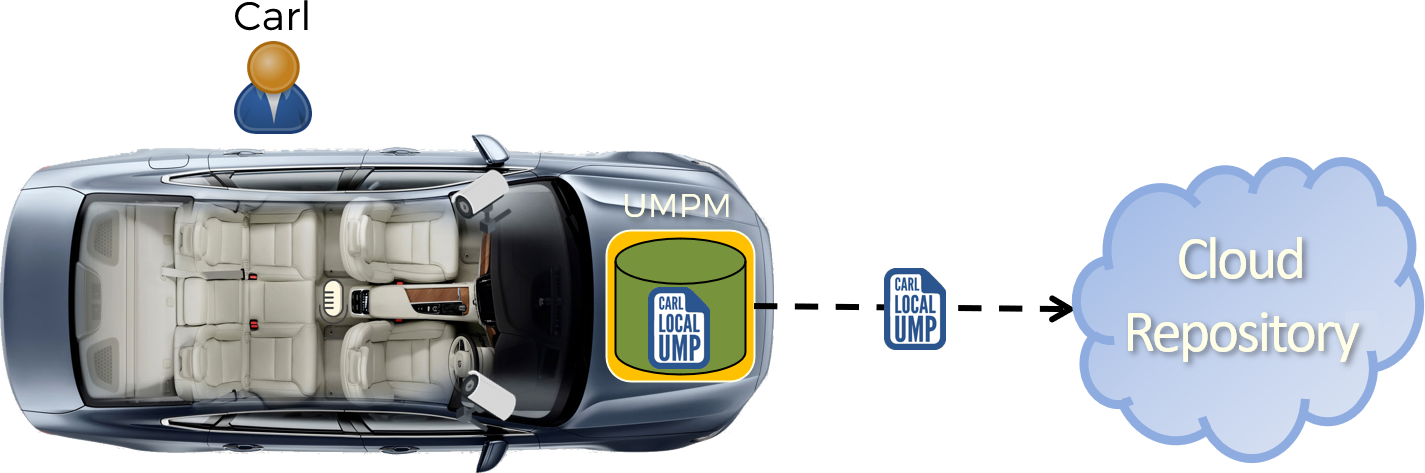 Carl
UMPM
CARL
LOCAL
UMP
CARL
LOCAL
UMP
Cloud
Repository